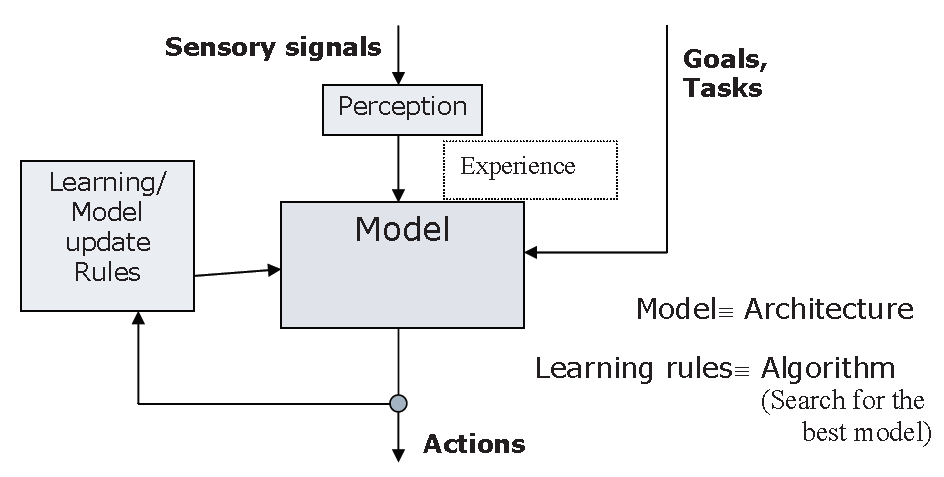 Sensory signals
Goals,
Tasks
Perception
Experience
Learning/
Model
update
Rules
Model
Model≡ Architecture
Learning rules≡ Algorithm
(Search for the
best model)
Actions